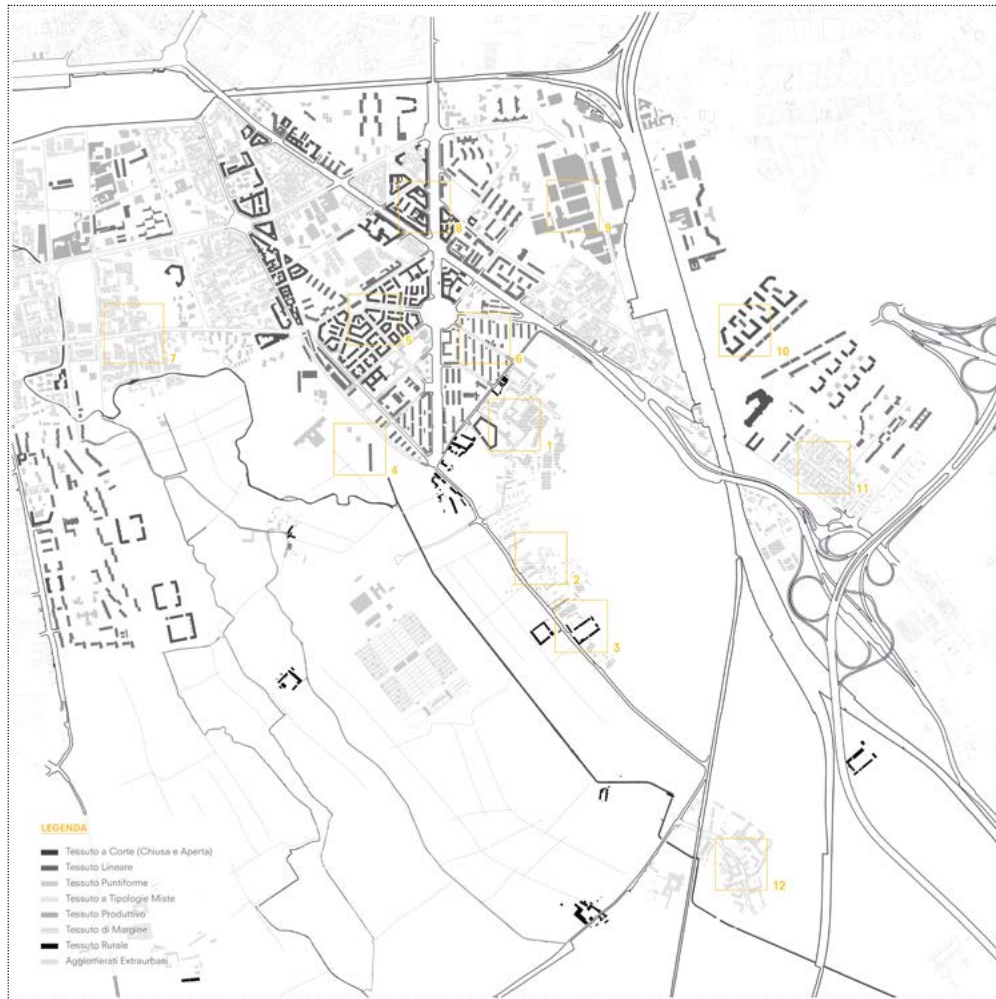 8
9
5
6
7
10
1
4
11
2
3
12
LEGENDA
Tessuto a Corte (Chiusa e Aperta)
Tessuto Lineare
Tessuto Puntiforme
Tessuto a Tipologie Miste
Tessuto Produttivo
Tessuto di Margine
Tessuto Rurale
Agglomerati Extraurbani